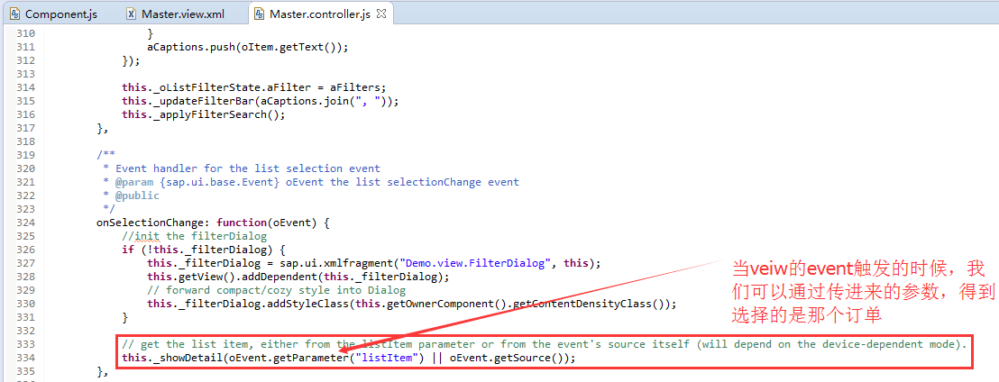 Component.js Master.view.xml Master.controller.js
310 }
311 aCaptions.push(oItem.getText());
312 });
313
314 this._oListFilterState.aFilter = aFilters;
315 this._updateFilterBar(aCaptions.join(", "));
316 this._applyFilterSearch();
317 },
318
319 /**
320 * Event handler for the list selection event
321 * @param {sap.ui.base.Event} oEvent the list selectionChange event
322 * @public
323 */
324 onSelectionChange: function(oEvent) {
325 //init the filterDialog
326 if (!this._filterDialog) {
327 this._filterDialog = sap.ui.xmlfragment("Demo.view.FilterDialog", this);
328 this.getView().addDependent(this._filterDialog);
329 // forward compact/cozy style into Dialog
330 this._filterDialog.addStyleClass(this.getOwnerComponent().getContentDensityClass());
331 }
332
333 // get the list item, either from the listItem parameter or from the event's source itself (will depend on the device-dependent mode).
334 this._showDetail(oEvent.getParameter("listItem") || oEvent.getSource());
335 },
当veiw的event触发的时候，我
们可以通过传进来的参数，得到
选择的是那个订单